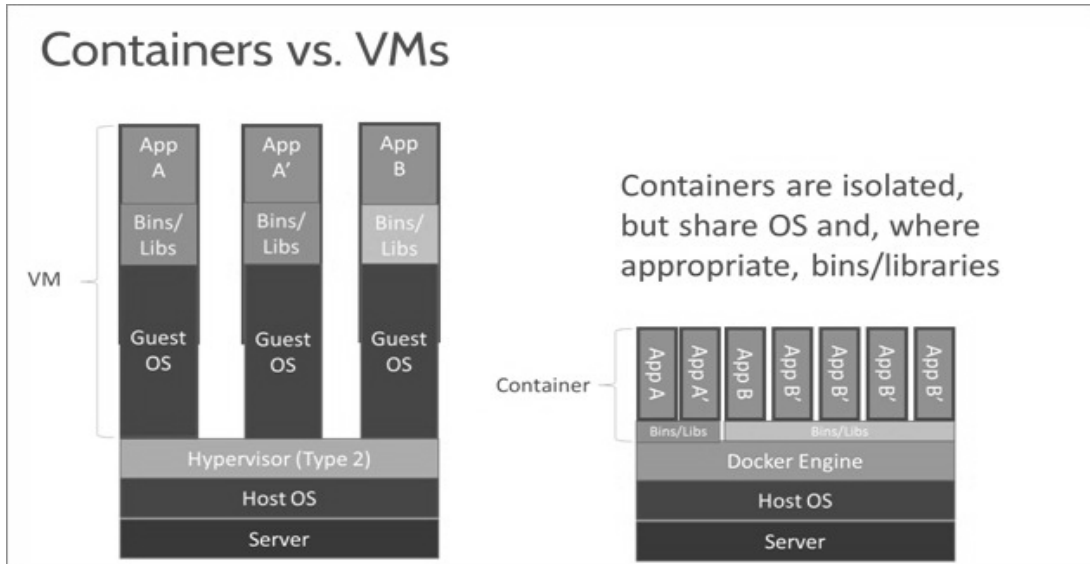 Containers vs. VMs
VM
App
A
Bins/
Libs
Guest
OS
App
A’
Bins/
Libs
Guest
OS
App
B
Bins/
Libs
Guest
OS
Hypervisor (Type 2)
Host OS
Server
Containers are isolated,
but share OS and, where
appropriate, bins/libraries
Container
App A
App A’
App B
App B’
App B’
App B’
App B’
Bins/Libs
Bins/Libs
Docker Engine
Host OS
Server